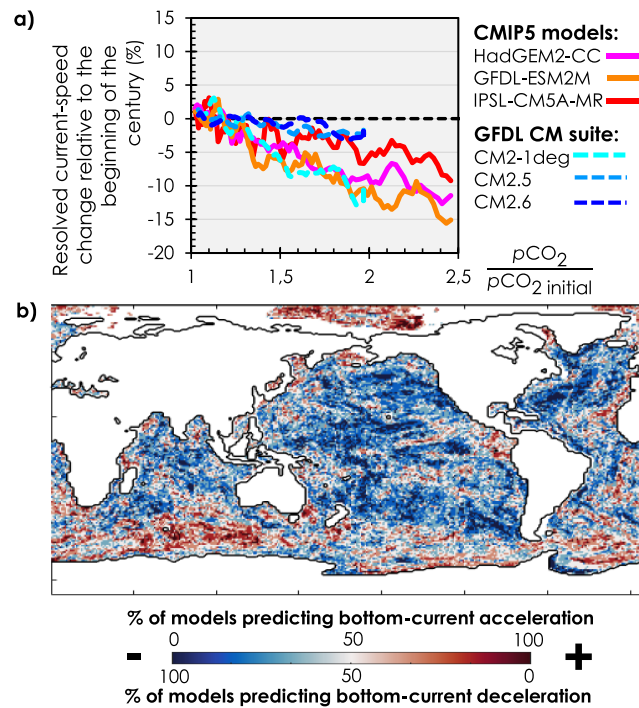 a)
Resolved current-speed
change relative to the
beginning of the
century (%)
15
10
5
0
-5
-10
-15
-20
1
1,5
2
2,5
CMIP5 models:
HadGEM2-CC
GFDL-ESM2M
IPSL-CM5A-MR
GFDL CM suite:
CM2-1deg
CM2.5
CM2.6
pCO2
pCO2 initial
b)
% of models predicting bottom-current acceleration
0 50 100
- +
100 50 0
% of models predicting bottom-current deceleration